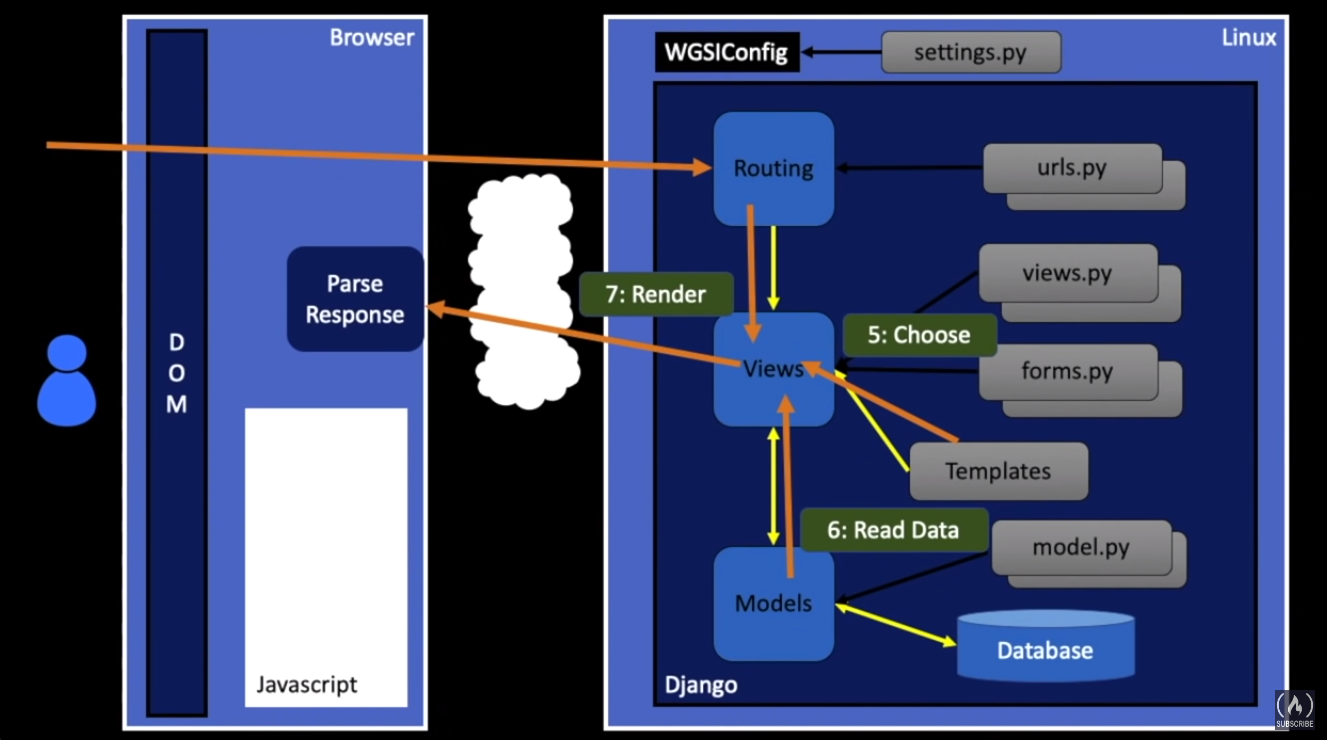 Browser
Linux
WGSIConfig
settings.py
Routing
urls.py
Parse
Response
7: Render
views.py
5: Choose
D
O
M
Views
forms.py
Templates
6: Read Data
model.py
Models
Database
Javascript
Django
SUBSCRIBE